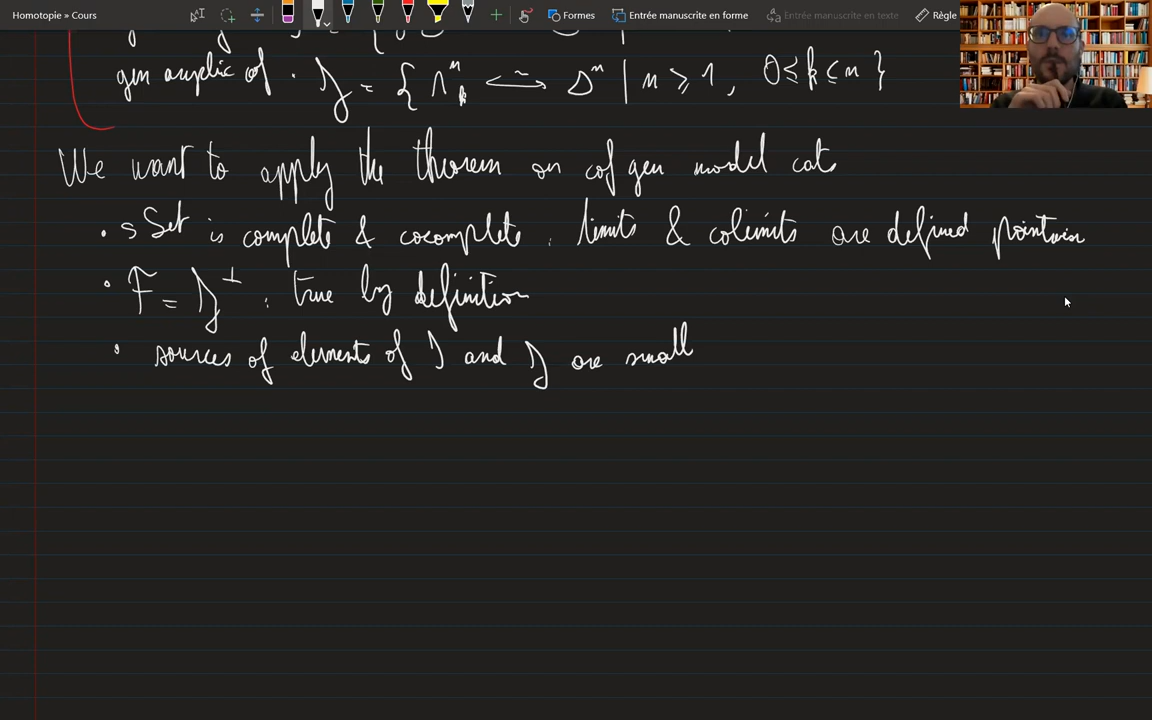 Homotopie » Cours
Formes
Entrée manuscrite en forme
Entrée manuscrite en texte
Règle
gen acyclic cof · J = { Λⁿₖ ↪ Δⁿ | n ⩾ 1, 0 ≤ k ≤ n }
We want to apply the theorem on cof gen model cats
· sSet is complete & cocomplete : limits & colimits are defined pointwise
· F = J^⊥ : true by definition
· sources of elements of I and J are small